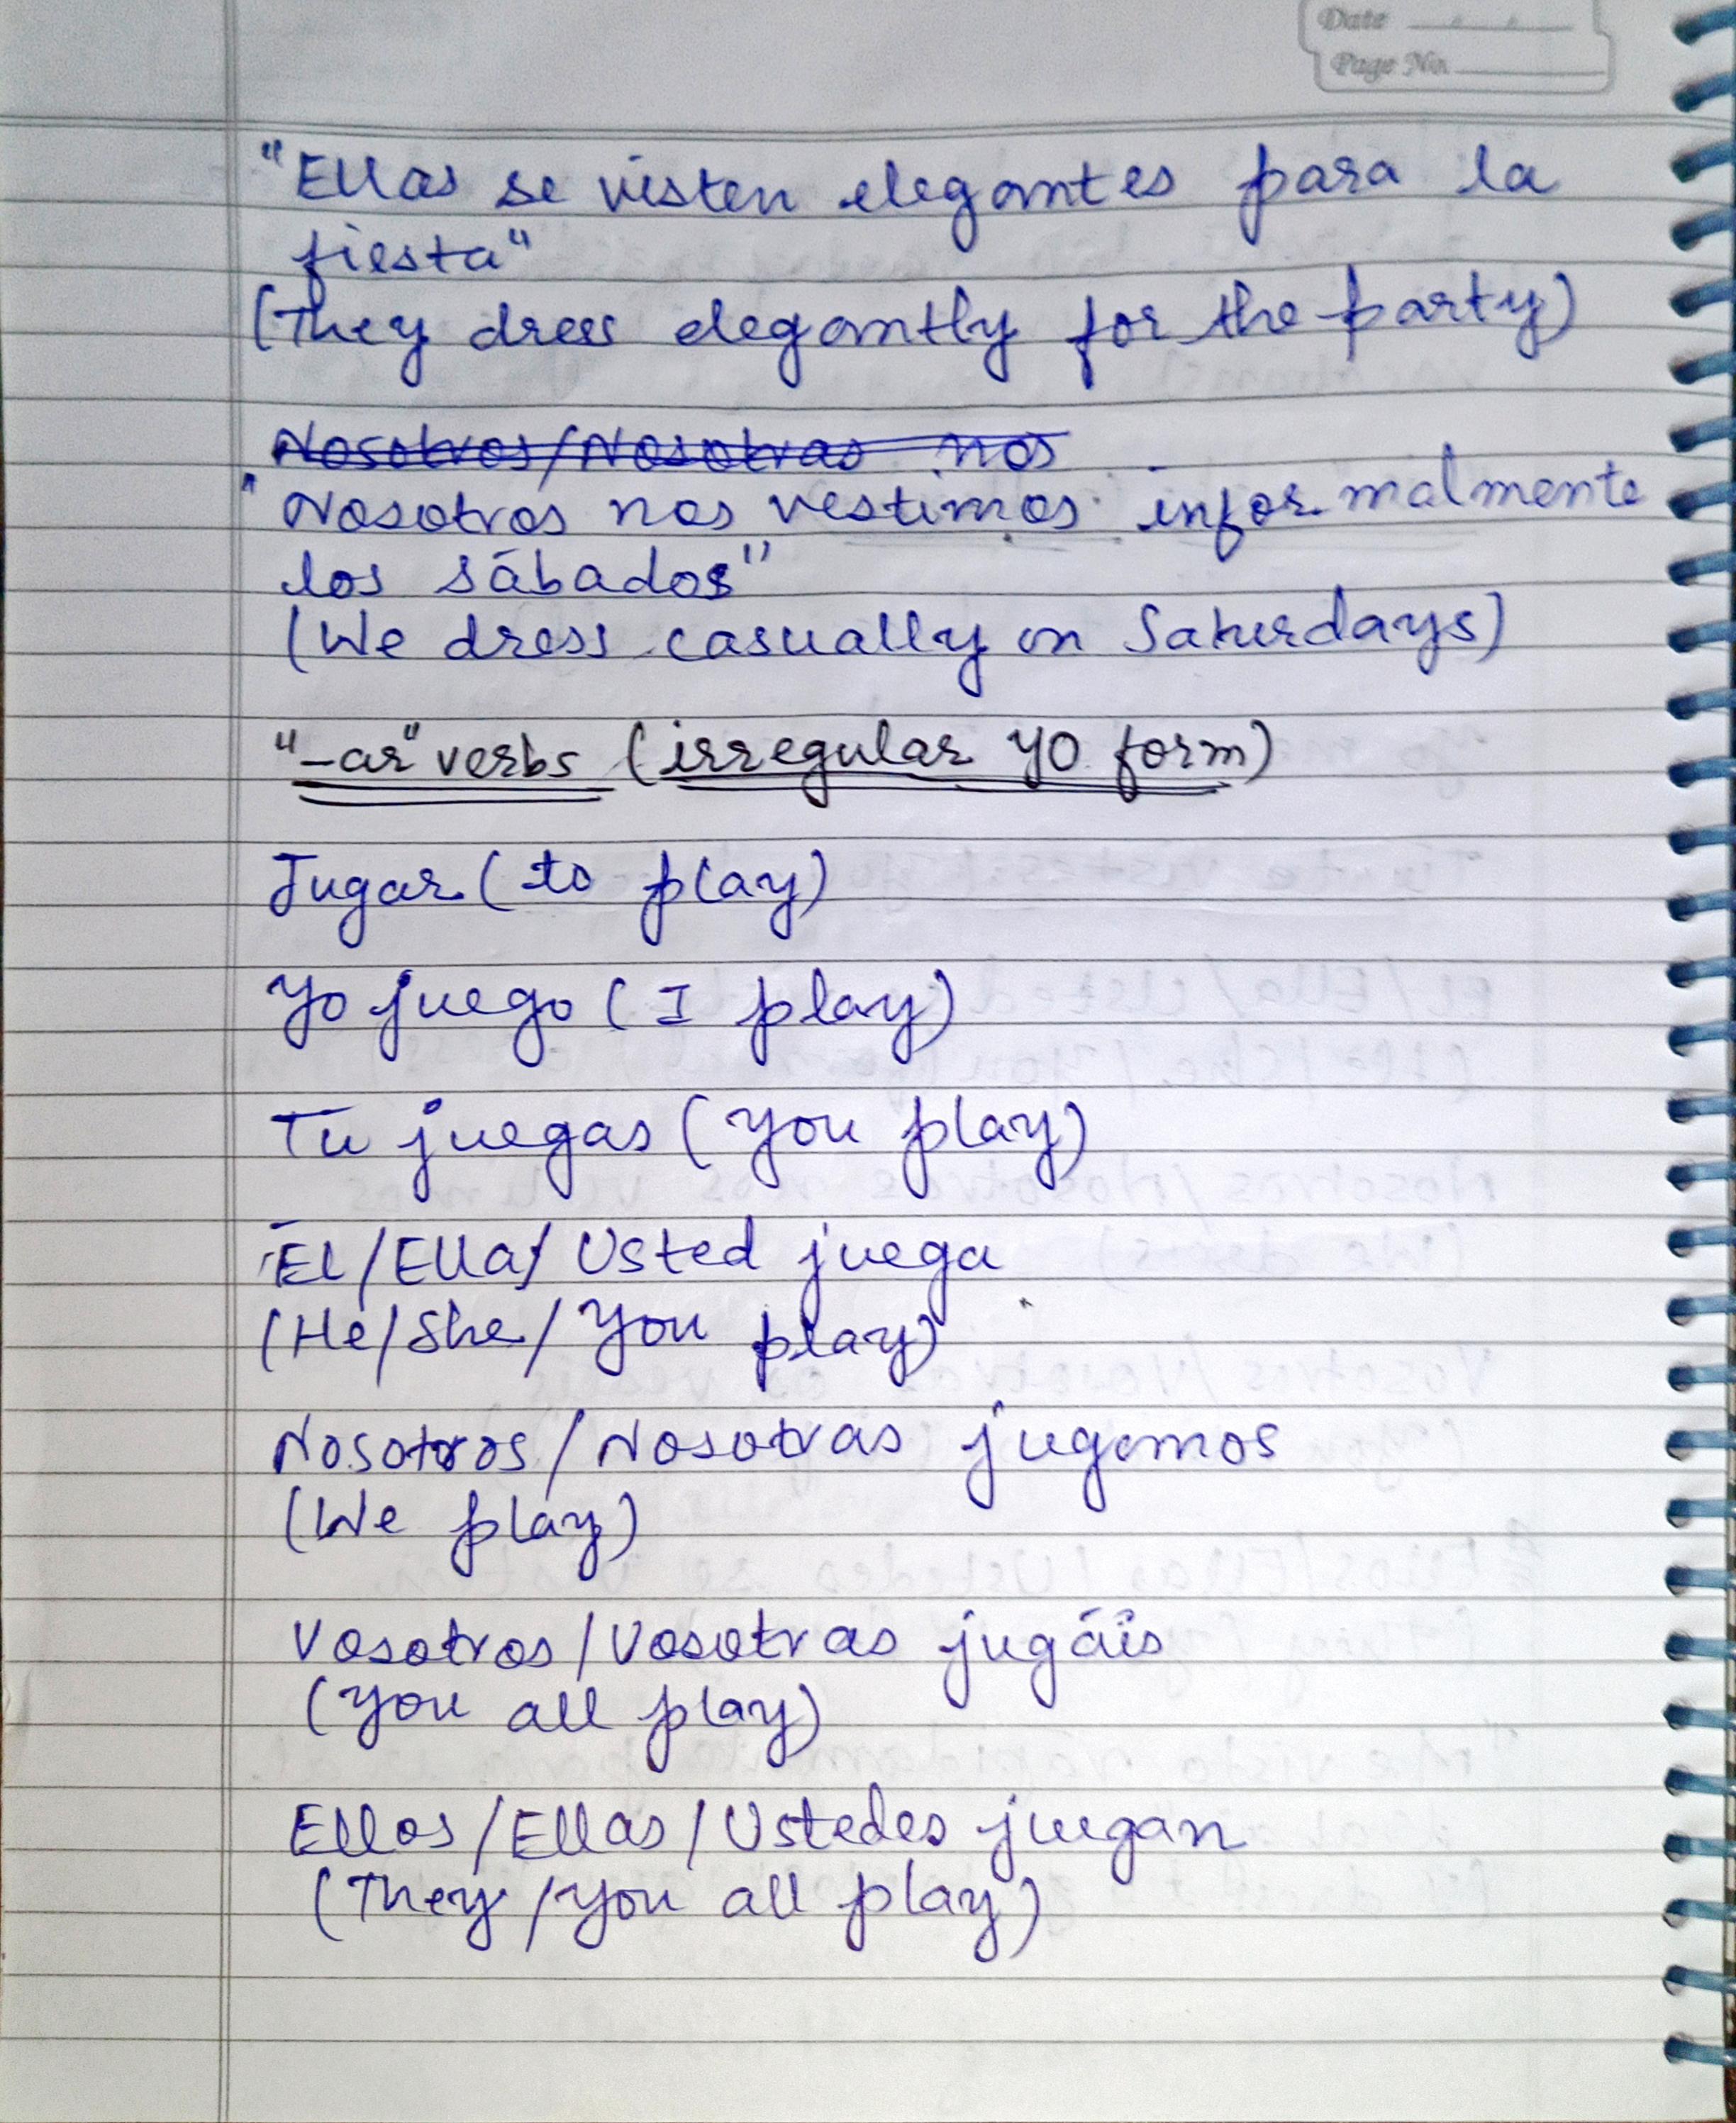 Date
Page No.
"Ellas se visten elegantes para la
fiesta"
(They dress elegantly for the party)
Nosotros/Nosotras nos
"Nosotros nos vestimos informalmente
los sábados"
(We dress casually on Saturdays)
"-ar" verbs (irregular yo form)
Jugar (to play)
Yo juego (I play)
Tú juegas (you play)
Él/Ella/Usted juega
(He/She/You play)
Nosotros/Nosotras jugamos
(We play)
Vosotros/Vosotras jugáis
(you all play)
Ellos/Ellas/Ustedes juegan
(They/you all play)